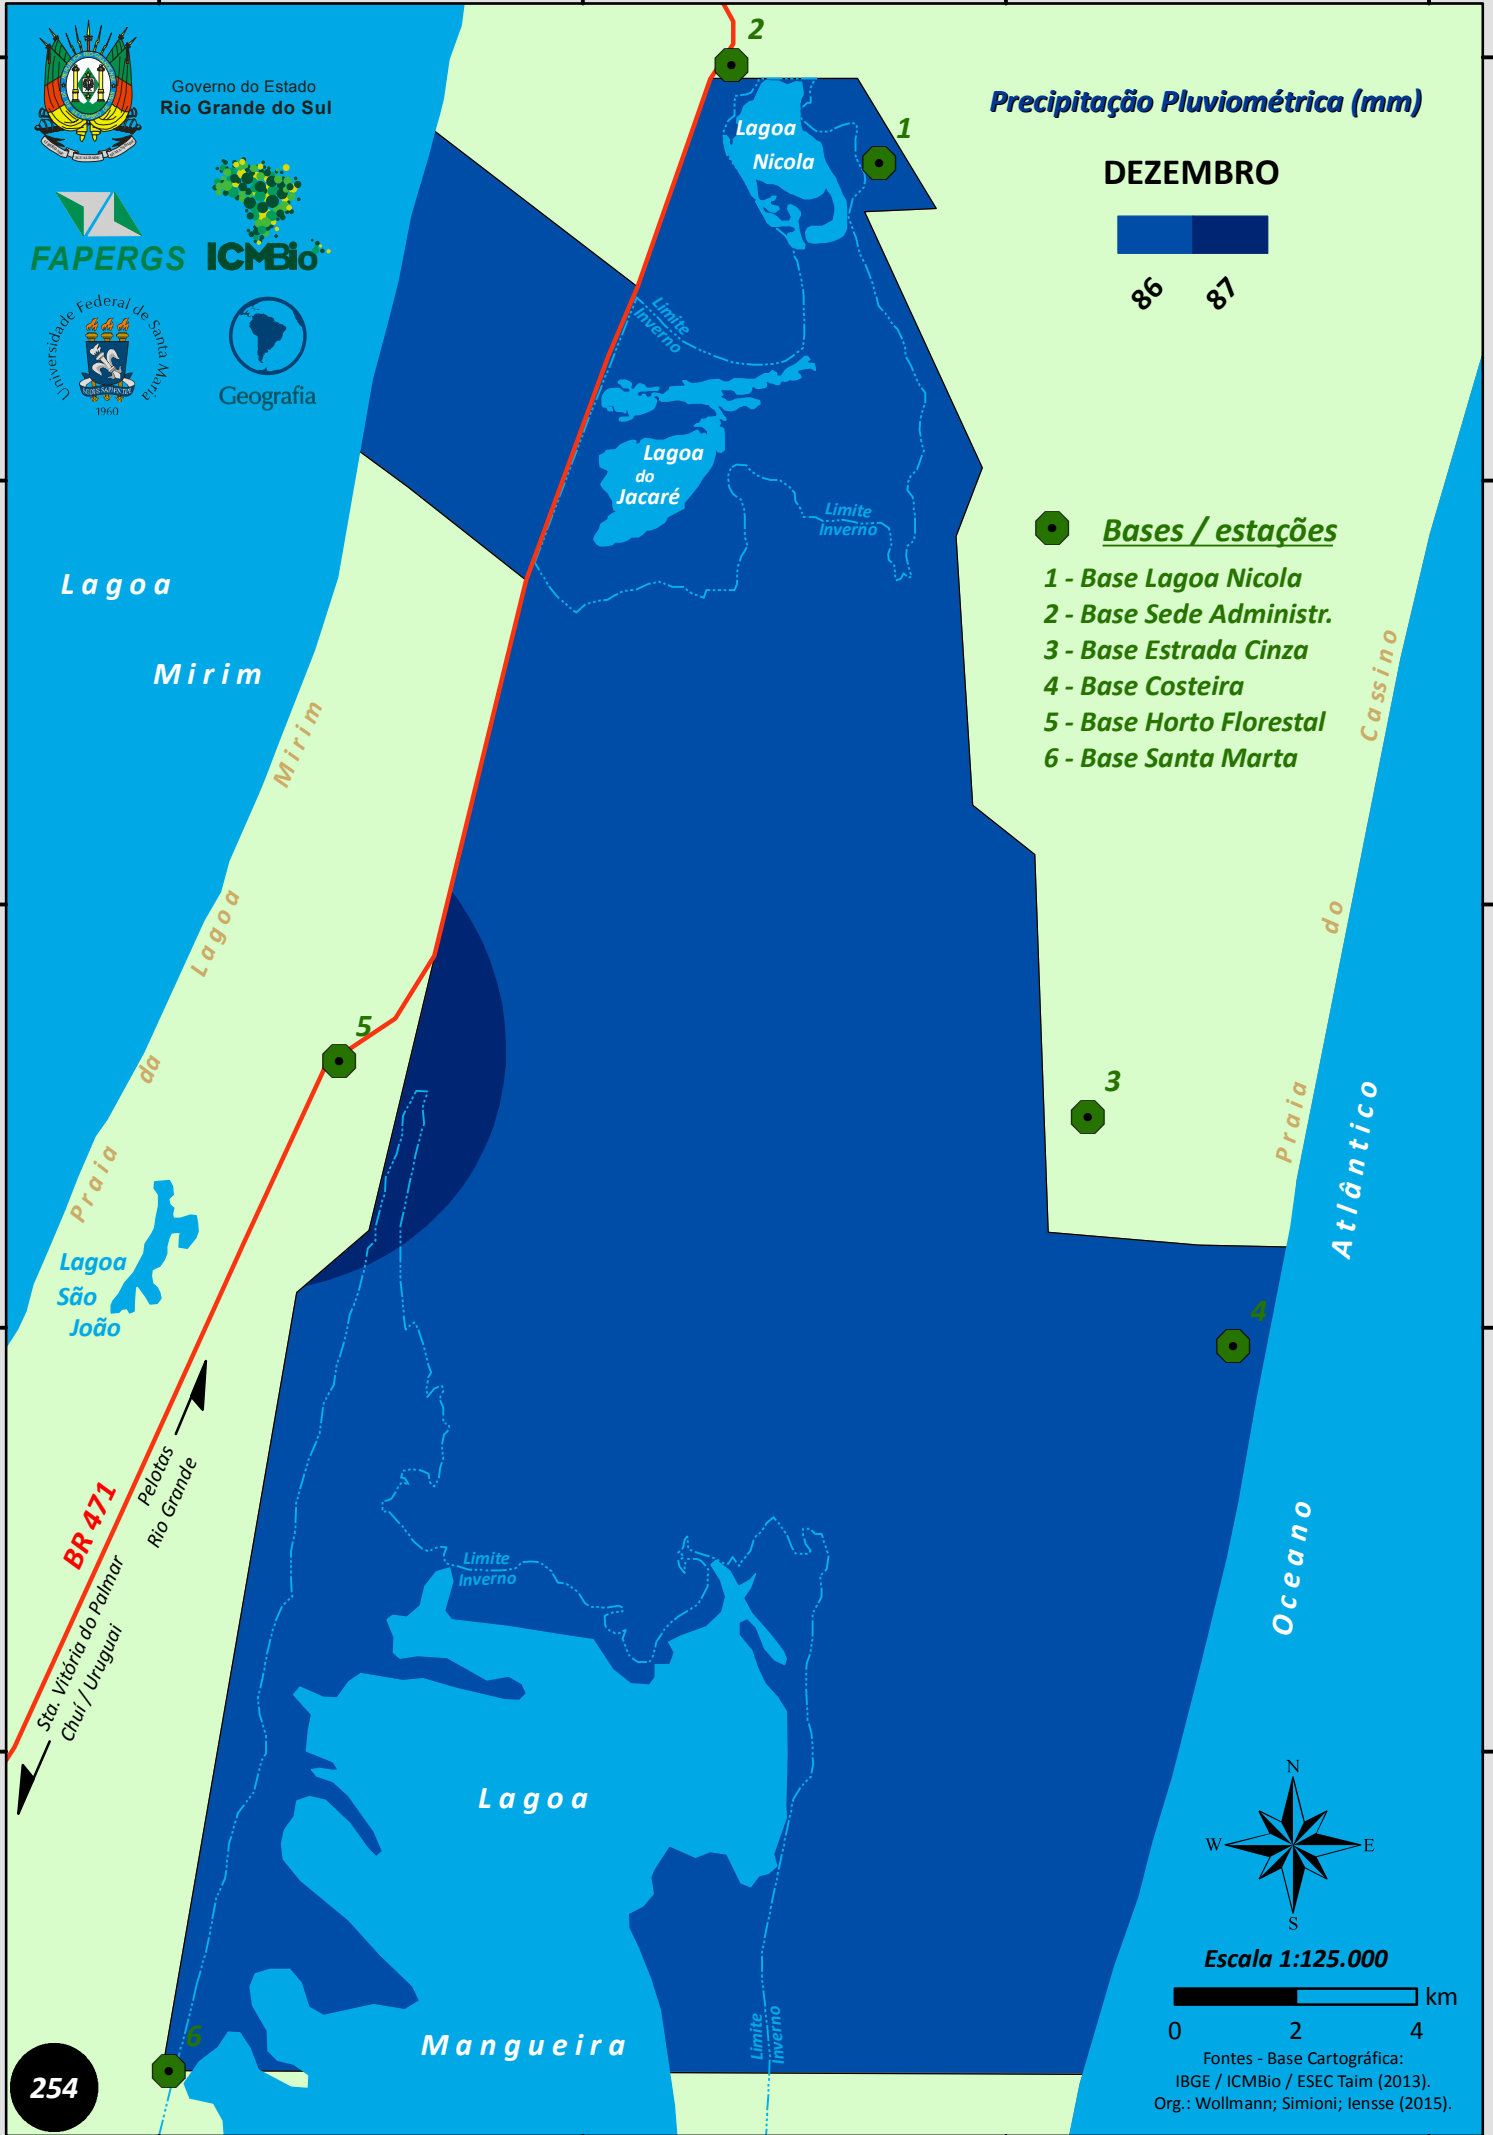 Governo do Estado
Rio Grande do Sul
FAPERGS
ICMBio
Universidade Federal de Santa Maria
1960
Geografia
Precipitação Pluviométrica (mm)
DEZEMBRO
86
87
Bases / estações
1 - Base Lagoa Nicola
2 - Base Sede Administr.
3 - Base Estrada Cinza
4 - Base Costeira
5 - Base Horto Florestal
6 - Base Santa Marta
2
1
Lagoa
Nicola
Limite
Inverno
Lagoa
do
Jacaré
Limite
Inverno
Lagoa
Mirim
Praia da Lagoa Mirim
Praia do Cassino
5
3
4
Lagoa
São
João
Oceano Atlântico
BR 471
Pelotas
Rio Grande
Sta. Vitória do Palmar
Chuí / Uruguai
Limite
Inverno
Lagoa
Mangueira
Limite
Inverno
6
254
N
W
E
S
Escala 1:125.000
km
0 2 4
Fontes - Base Cartográfica:
IBGE / ICMBio / ESEC Taim (2013).
Org.: Wollmann; Simioni; Iensse (2015).